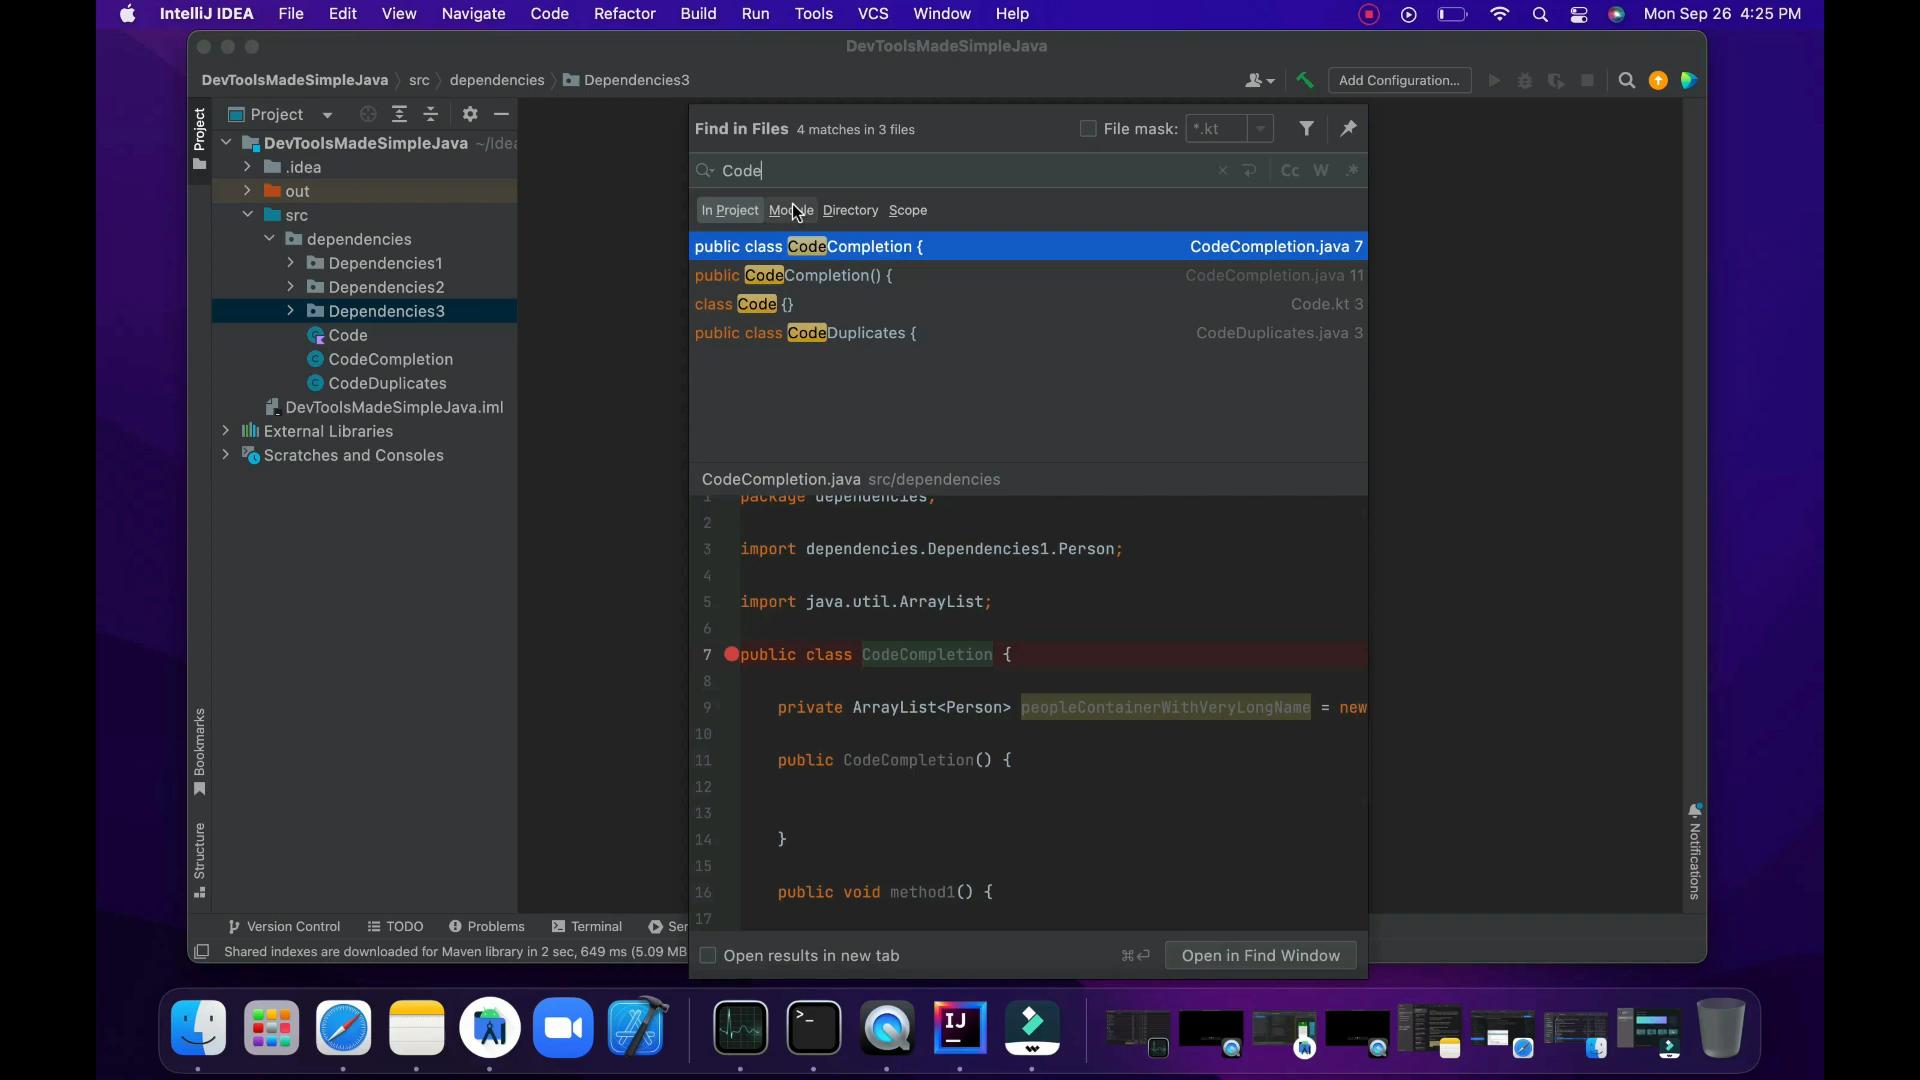 IntelliJ IDEA File Edit View Navigate Code Refactor Build Run Tools VCS Window Help Mon Sep 26 4:25 PM
DevToolsMadeSimpleJava
DevToolsMadeSimpleJava src dependencies Dependencies3 Add Configuration...
Project
Project
DevToolsMadeSimpleJava
.idea
out
src
dependencies
Dependencies1
Dependencies2
Dependencies3
Code
CodeCompletion
CodeDuplicates
DevToolsMadeSimpleJava.iml
External Libraries
Scratches and Consoles
Bookmarks
Structure
Find in Files 4 matches in 3 files File mask: *.kt
Code Cc W .*
In Project Module Directory Scope
public class CodeCompletion { CodeCompletion.java 7
public CodeCompletion() { CodeCompletion.java 11
class Code {} Code.kt 3
public class CodeDuplicates { CodeDuplicates.java 3
CodeCompletion.java src/dependencies
1 package dependencies;
2
3 import dependencies.Dependencies1.Person;
4
5 import java.util.ArrayList;
6
7 public class CodeCompletion {
8
9 private ArrayList<Person> peopleContainerWithVeryLongName = new
10
11 public CodeCompletion() {
12
13
14 }
15
16 public void method1() {
17
Open results in new tab ⌘⏎ Open in Find Window
Notifications
Version Control TODO Problems Terminal Ser
Shared indexes are downloaded for Maven library in 2 sec, 649 ms (5.09 MB
IJ